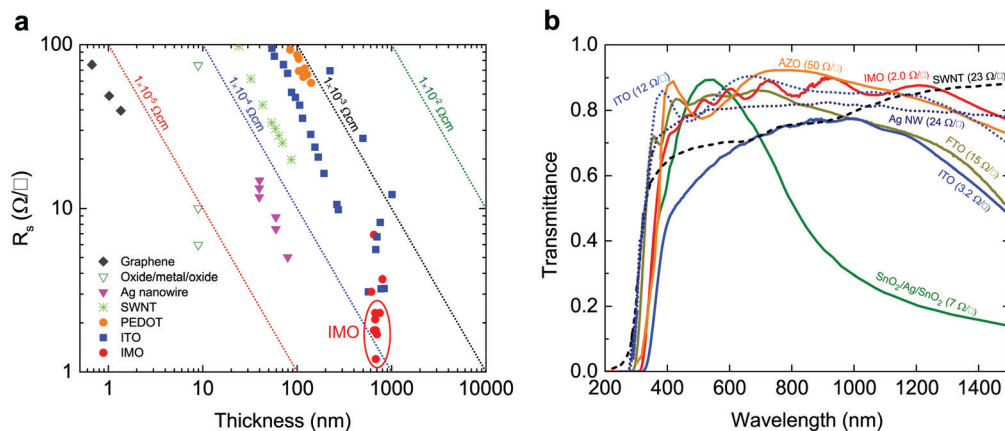 a
R_s (Ω/□)
100
10
1
1×10⁻⁵ Ωcm
1×10⁻⁴ Ωcm
1×10⁻³ Ωcm
1×10⁻² Ωcm
Graphene
Oxide/metal/oxide
Ag nanowire
SWNT
PEDOT
ITO
IMO
IMO
1
10
100
1000
10000
Thickness (nm)
b
Transmittance
1.0
0.8
0.6
0.4
0.2
0.0
ITO (12 Ω/□)
AZO (50 Ω/□)
IMO (2.0 Ω/□)
SWNT (23 Ω/□)
Ag NW (24 Ω/□)
FTO (15 Ω/□)
ITO (3.2 Ω/□)
SnO₂/Ag/SnO₂ (7 Ω/□)
200 400 600 800 1000 1200 1400
Wavelength (nm)